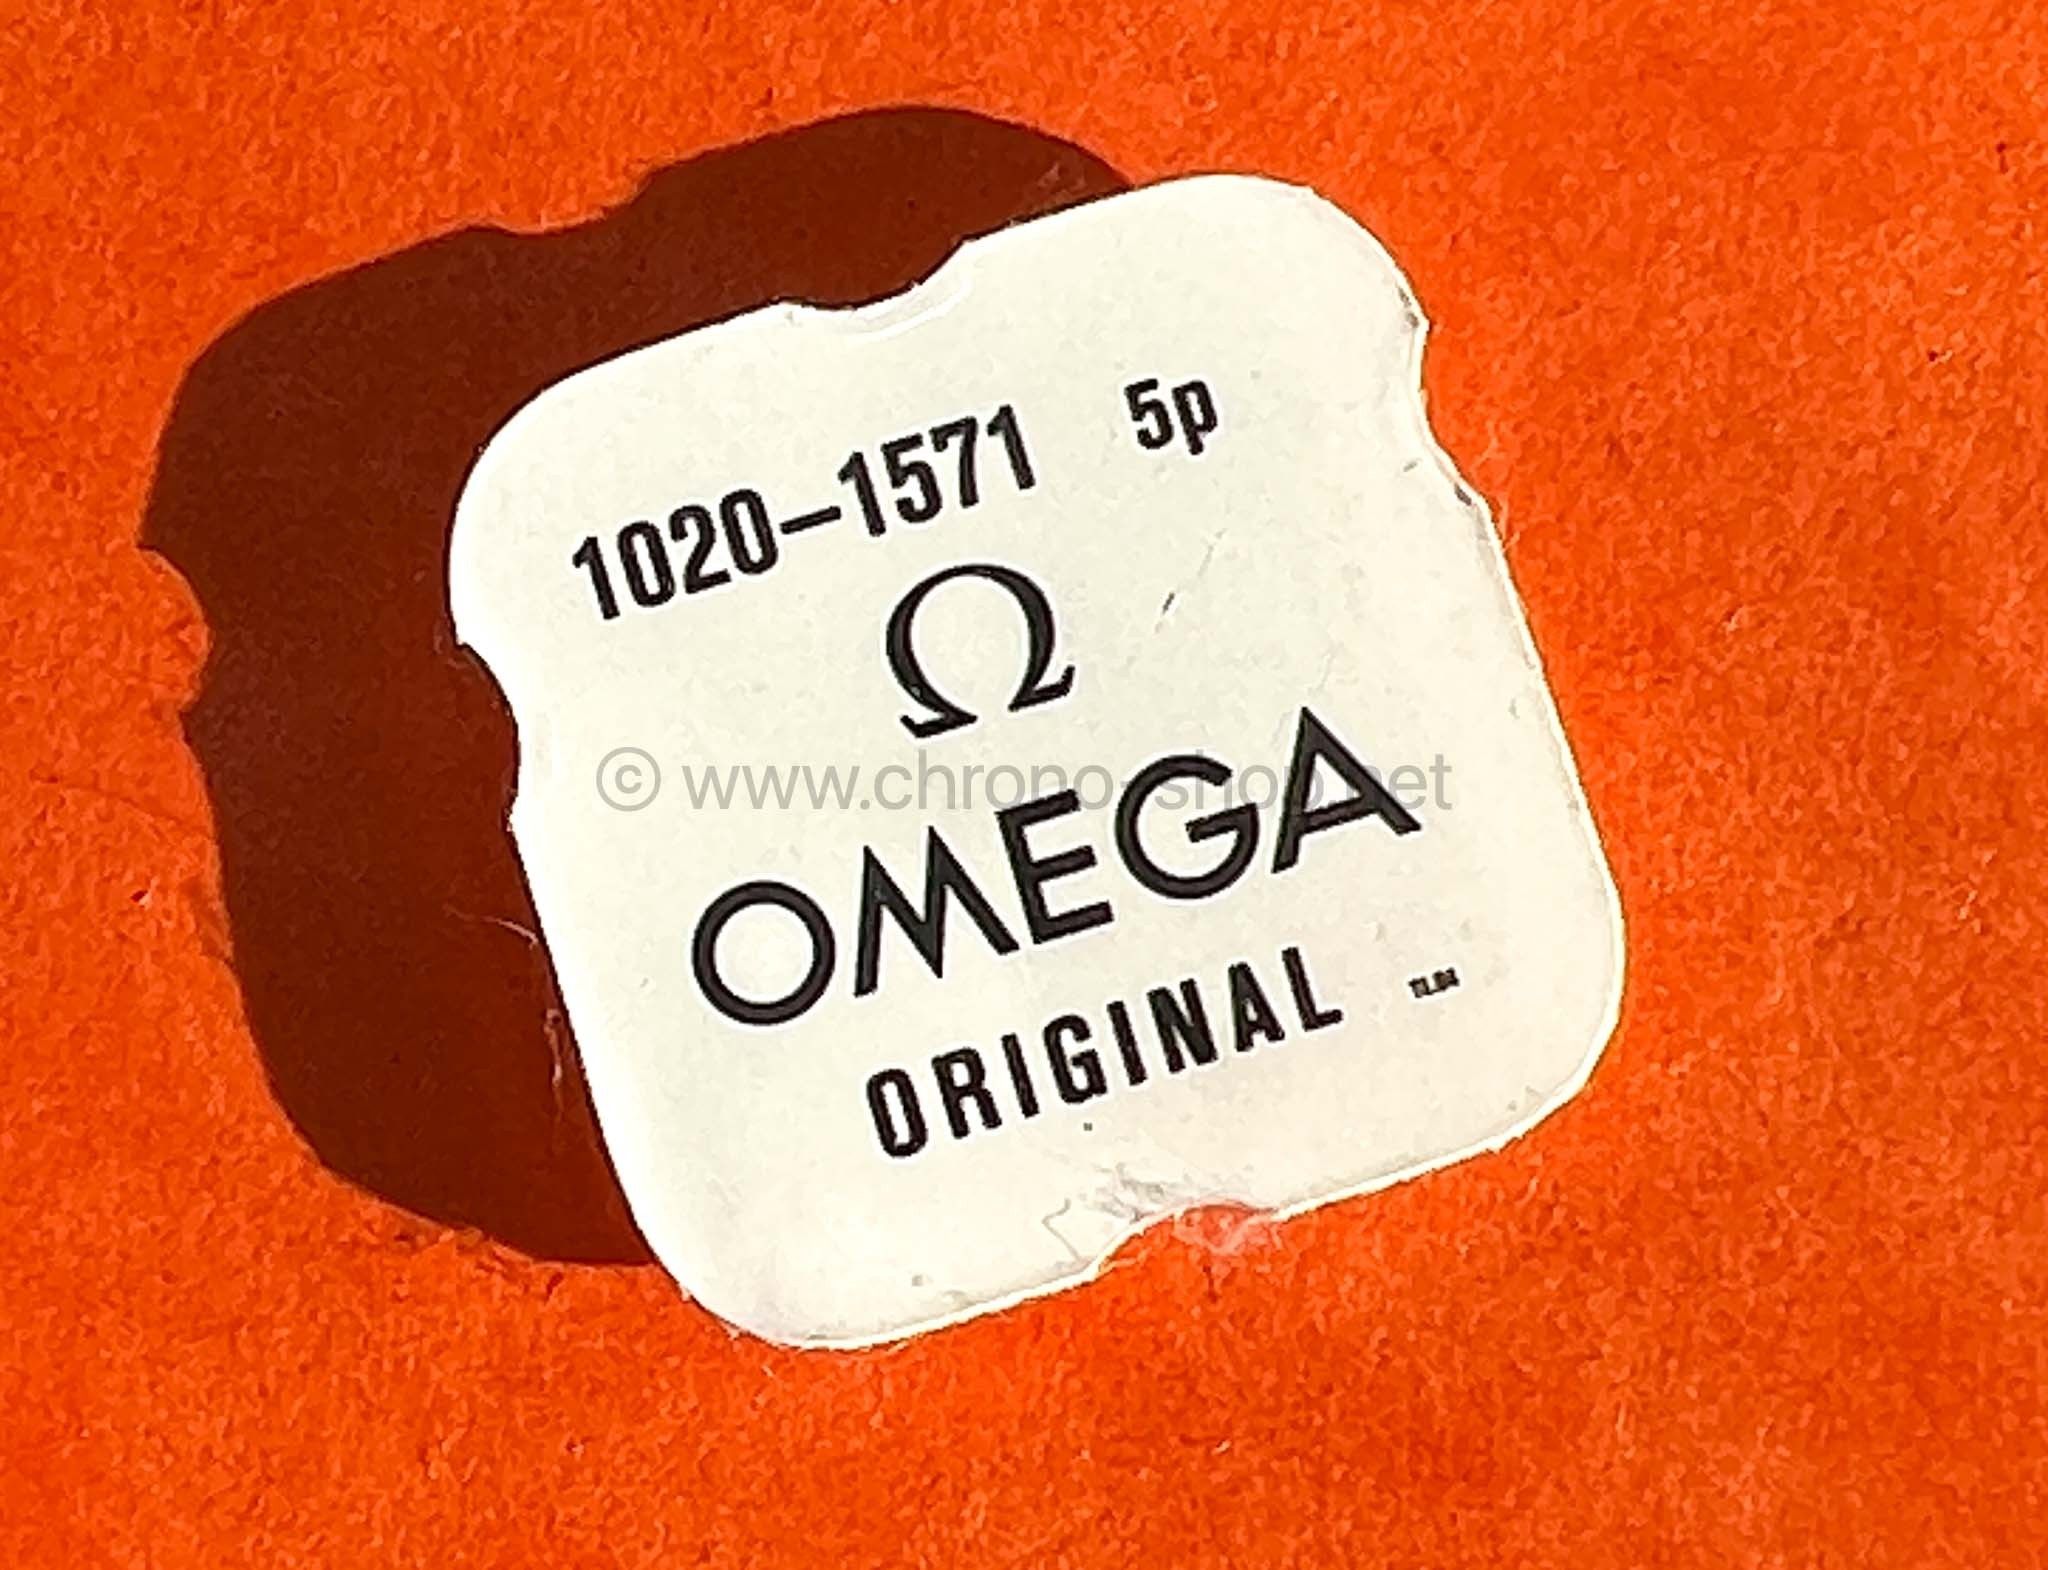 1020–1571 5p
Ω
© www.chrono-shop.net
OMEGA
ORIGINAL